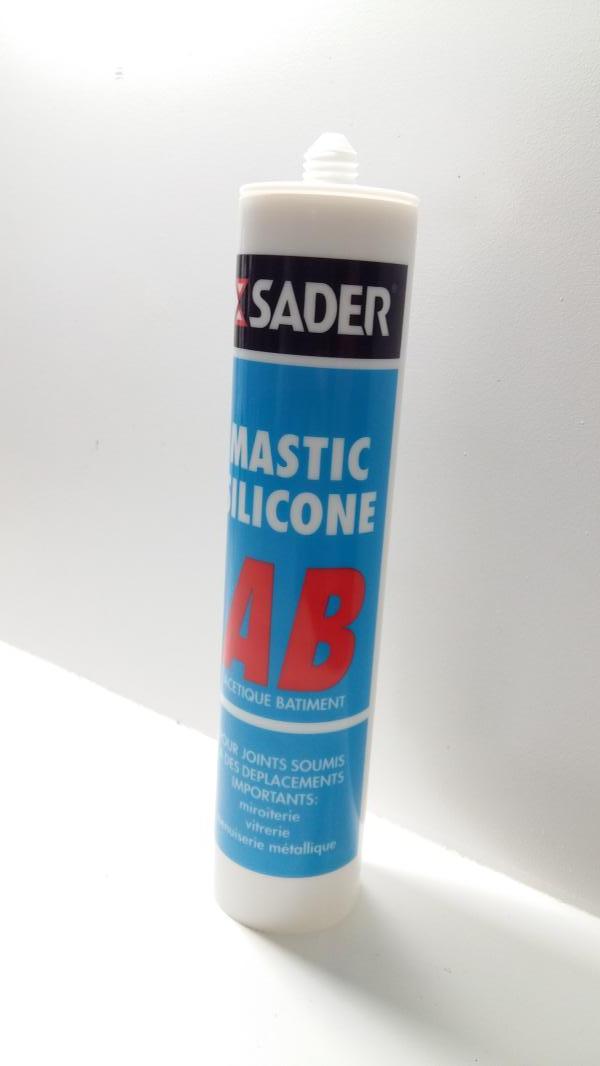 SADER
MASTIC
SILICONE
AB
ACETIQUE BATIMENT
POUR JOINTS SOUMIS
DES DEPLACEMENTS
IMPORTANTS:
miroiterie
vitrerie
menuiserie métallique